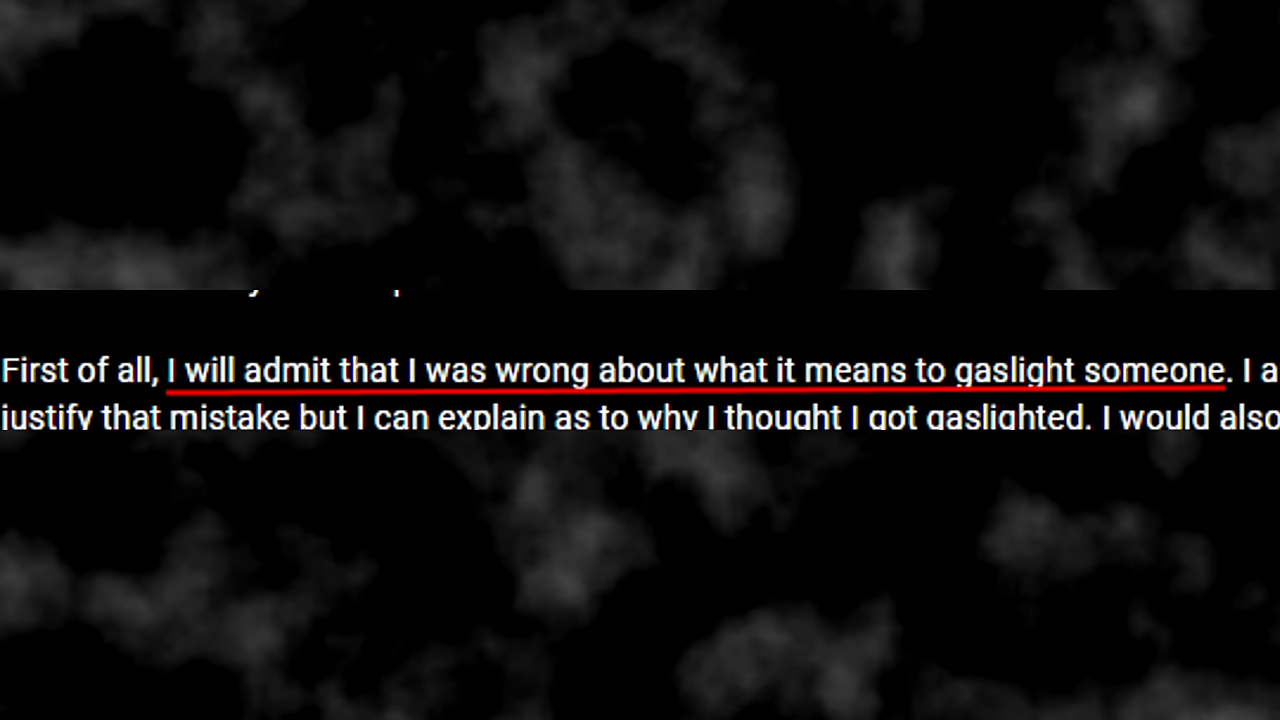 First of all, I will admit that I was wrong about what it means to gaslight someone. I a
justify that mistake but I can explain as to why I thought I got gaslighted. I would also